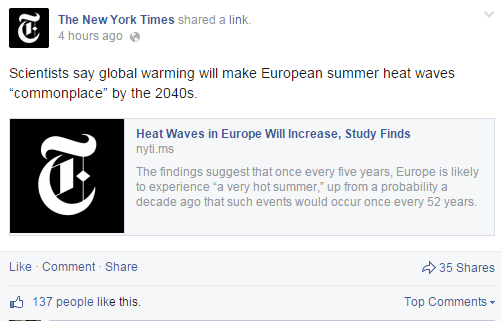 The New York Times shared a link.
4 hours ago
Scientists say global warming will make European summer heat waves
“commonplace” by the 2040s.
Heat Waves in Europe Will Increase, Study Finds
nyti.ms
The findings suggest that once every five years, Europe is likely
to experience “a very hot summer,” up from a probability a
decade ago that such events would occur once every 52 years.
Like · Comment · Share
35 Shares
137 people like this.
Top Comments